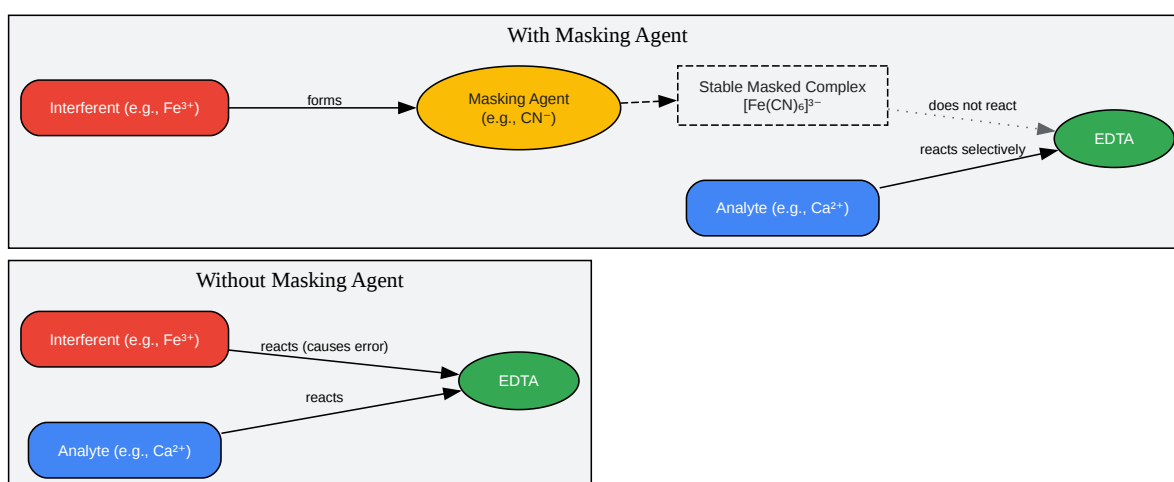 With Masking Agent
Interferent (e.g., Fe³⁺)
forms
Masking Agent
(e.g., CN⁻)
Stable Masked Complex
[Fe(CN)₆]³⁻
does not react
EDTA
reacts selectively
Analyte (e.g., Ca²⁺)
Without Masking Agent
Interferent (e.g., Fe³⁺)
reacts (causes error)
EDTA
reacts
Analyte (e.g., Ca²⁺)